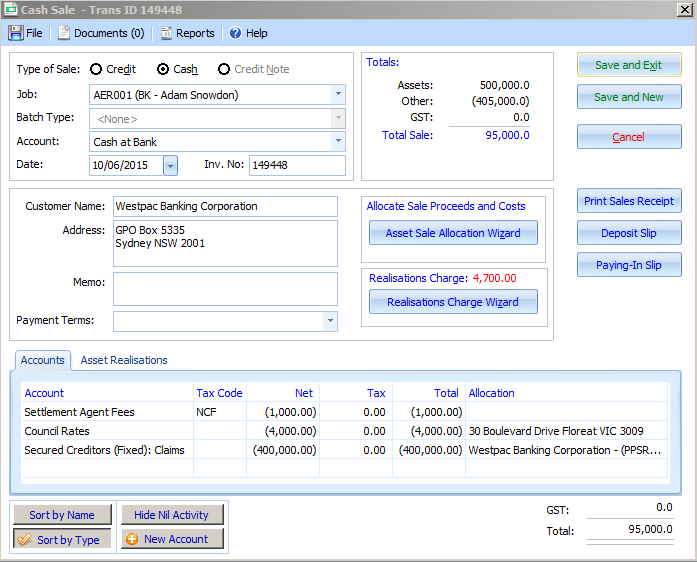 Cash Sale - Trans ID 149448
File Documents (0) Reports Help
Type of Sale: Credit Cash Credit Note
Job: AER001 (BK - Adam Snowdon)
Batch Type: <None>
Account: Cash at Bank
Date: 10/06/2015 Inv. No: 149448
Totals:
Assets: 500,000.0
Other: (405,000.0)
GST: 0.0
Total Sale: 95,000.0
Save and Exit
Save and New
Cancel
Customer Name: Westpac Banking Corporation
Address: GPO Box 5335
Sydney NSW 2001
Memo:
Payment Terms:
Allocate Sale Proceeds and Costs
Asset Sale Allocation Wizard
Realisations Charge: 4,700.00
Realisations Charge Wizard
Print Sales Receipt
Deposit Slip
Paying-In Slip
Accounts Asset Realisations
Account Tax Code Net Tax Total Allocation
Settlement Agent Fees NCF (1,000.00) 0.00 (1,000.00)
Council Rates (4,000.00) 0.00 (4,000.00) 30 Boulevard Drive Floreat VIC 3009
Secured Creditors (Fixed): Claims (400,000.00) 0.00 (400,000.00) Westpac Banking Corporation - (PPSR...
Sort by Name Hide Nil Activity
Sort by Type New Account
GST: 0.0
Total: 95,000.0